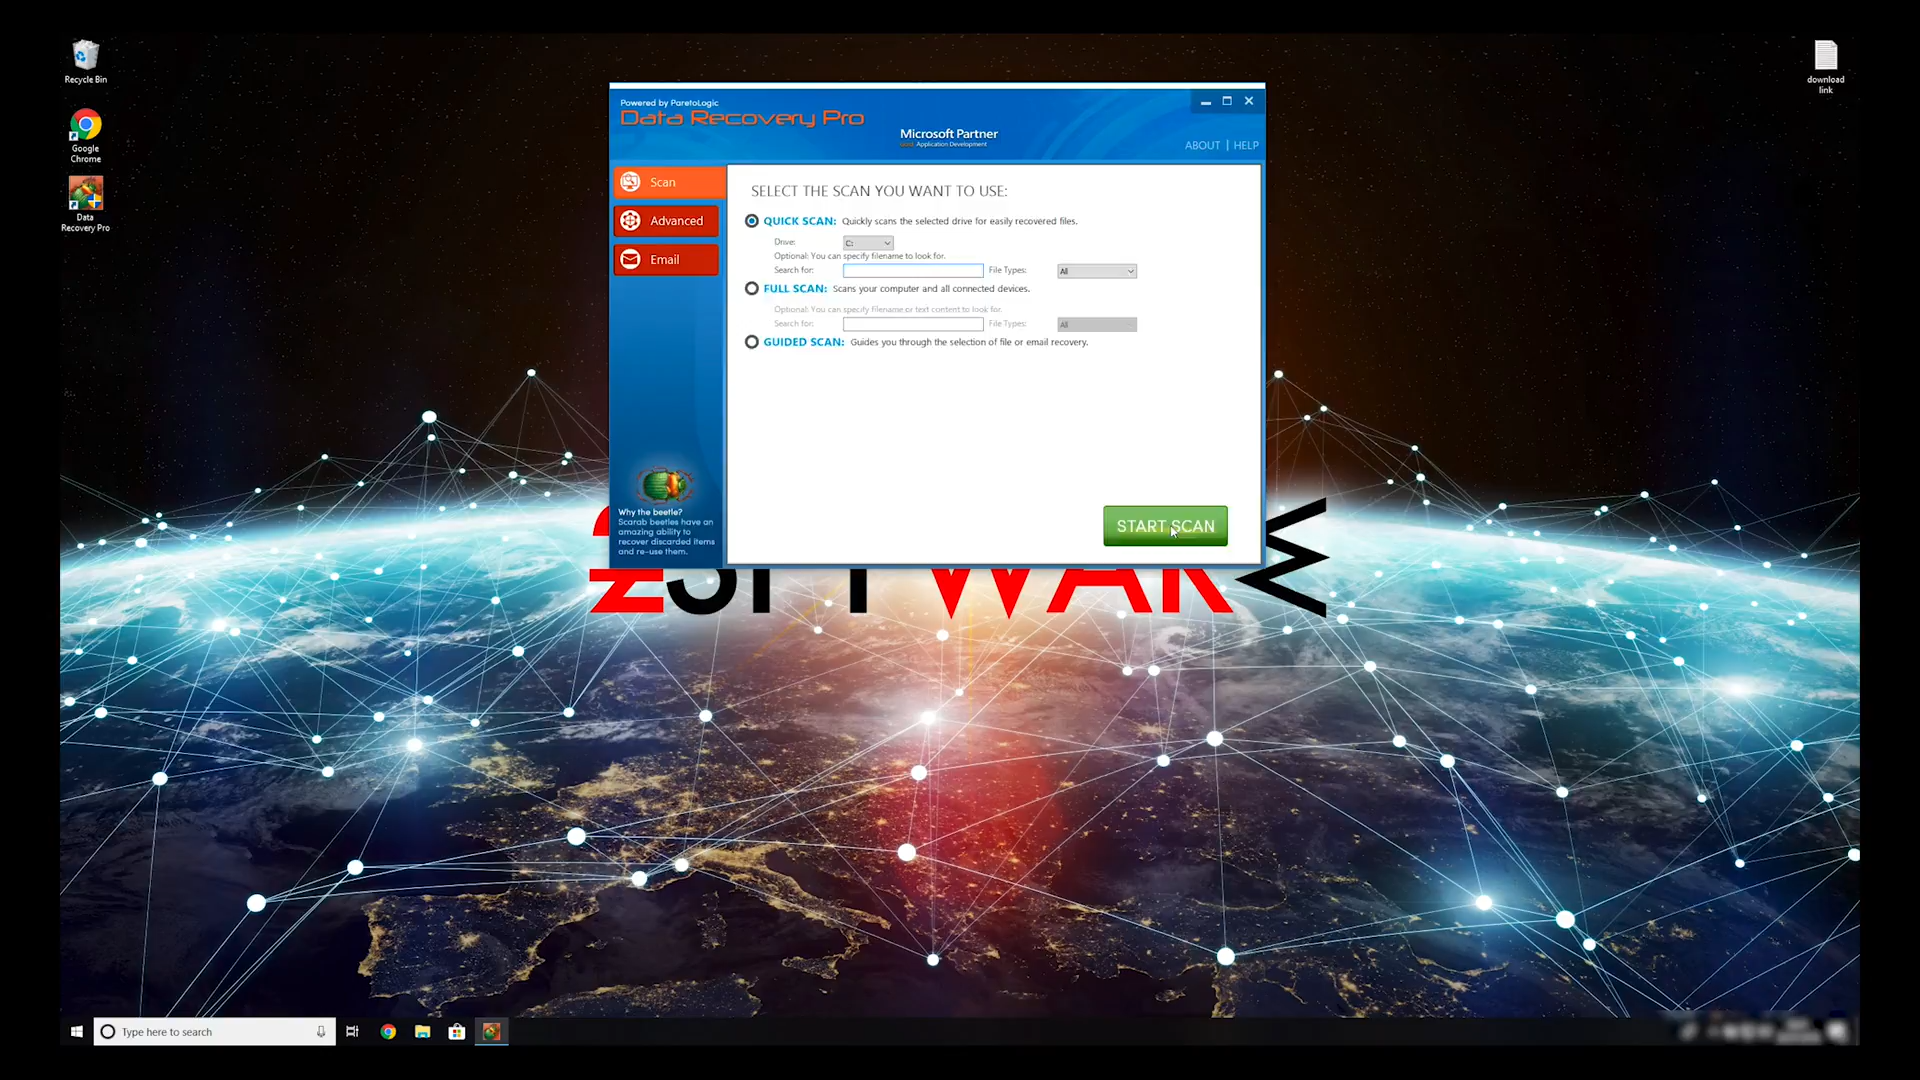 Recycle Bin
Google
Chrome
Data
Recovery Pro
download
link
Powered by ParetoLogic
Data Recovery Pro
Microsoft Partner
Application Development
ABOUT | HELP
Scan
Advanced
Email
SELECT THE SCAN YOU WANT TO USE:
QUICK SCAN: Quickly scans the selected drive for easily recovered files.
Drive: C:
Optional: You can specify filename to look for.
Search for: File Types: All
FULL SCAN: Scans your computer and all connected devices.
Optional: You can specify filename or text content to look for.
Search for: File Types: All
GUIDED SCAN: Guides you through the selection of file or email recovery.
START SCAN
Why the beetle?
Scarab beetles have an
amazing ability to
recover discarded items
and re-use them.
2SPYWAR
Type here to search